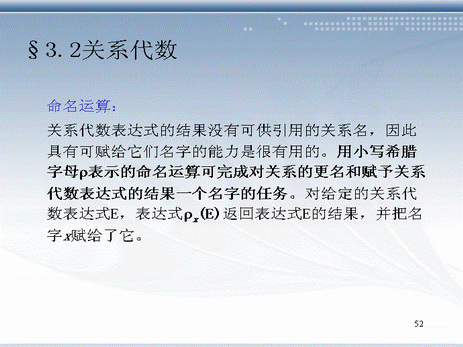 §3.2关系代数
命名运算：
关系代数表达式的结果没有可供引用的关系名，因此
具有可赋给它们名字的能力是很有用的。用小写希腊
字母ρ表示的命名运算可完成对关系的更名和赋予关系
代数表达式的结果一个名字的任务。对给定的关系代
数表达式E，表达式ρx(E)返回表达式E的结果，并把名
字x赋给了它。
52